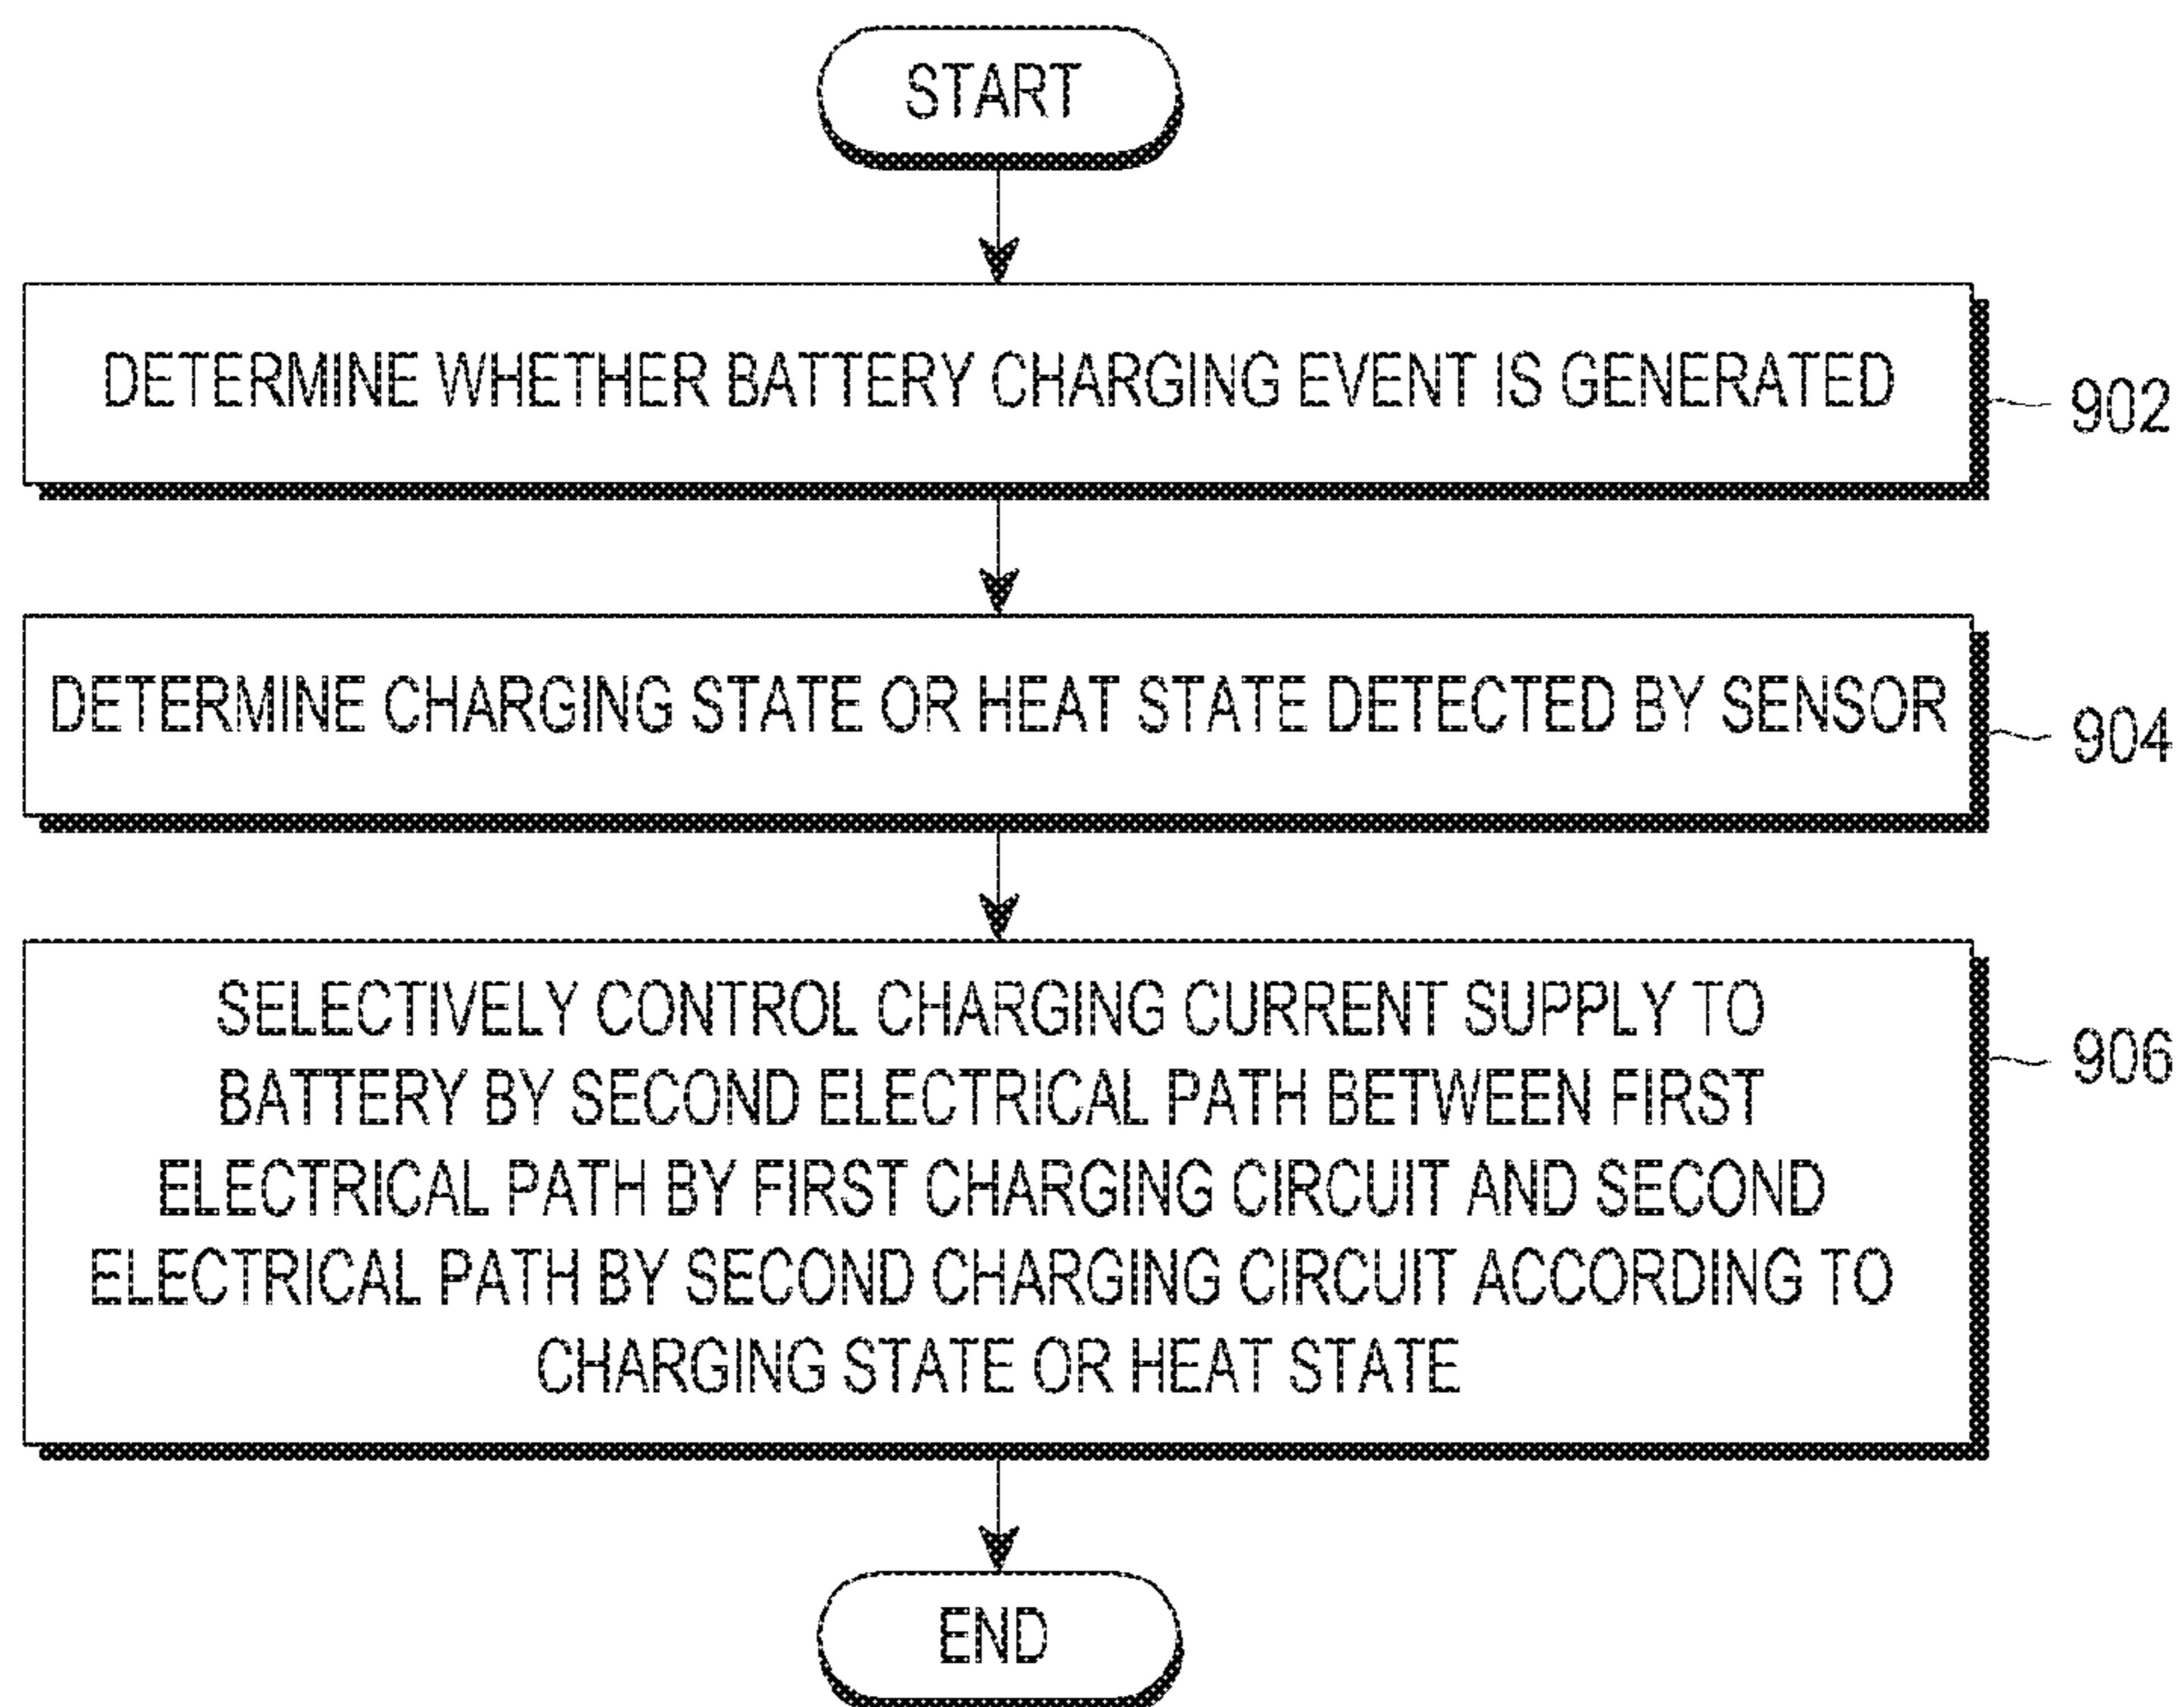 START
DETERMINE WHETHER BATTERY CHARGING EVENT IS GENERATED
902
DETERMINE CHARGING STATE OR HEAT STATE DETECTED BY SENSOR
904
SELECTIVELY CONTROL CHARGING CURRENT SUPPLY TO
BATTERY BY SECOND ELECTRICAL PATH BETWEEN FIRST
ELECTRICAL PATH BY FIRST CHARGING CIRCUIT AND SECOND
ELECTRICAL PATH BY SECOND CHARGING CIRCUIT ACCORDING TO
CHARGING STATE OR HEAT STATE
906
END